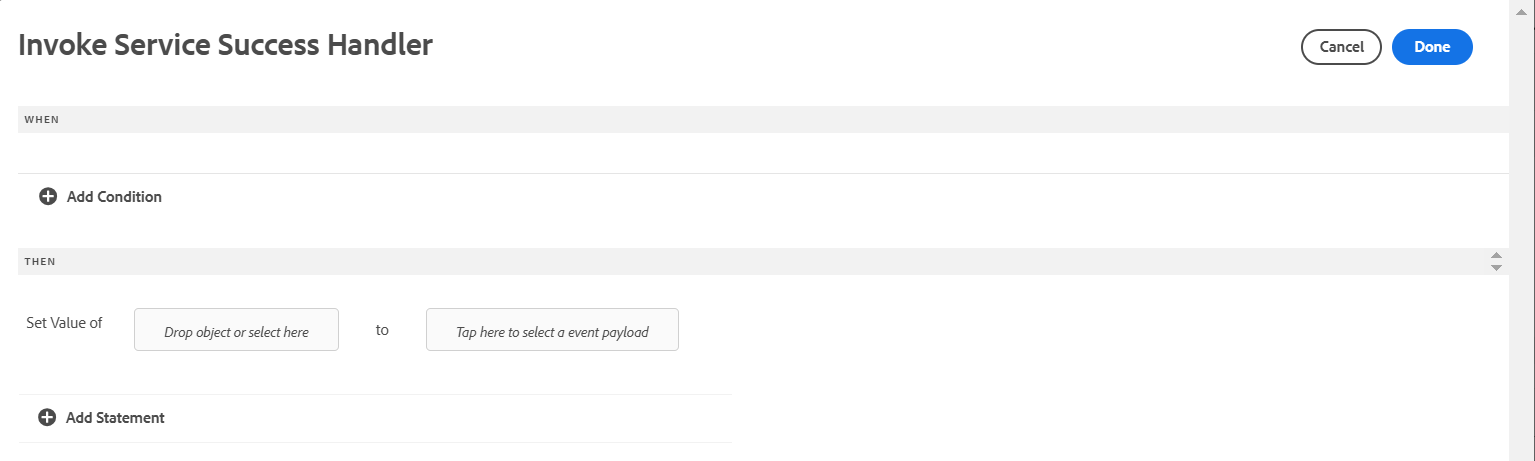 Invoke Service Success Handler
Cancel
Done
WHEN
Add Condition
THEN
Set Value of
Drop object or select here
to
Tap here to select a event payload
Add Statement